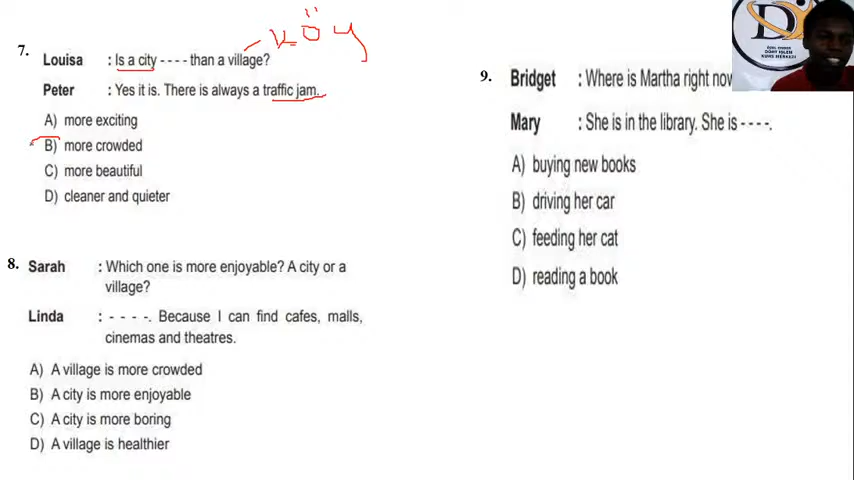 7.
Louisa : Is a city - - - - than a village?
köy
Peter : Yes it is. There is always a traffic jam.
A) more exciting
B) more crowded
C) more beautiful
D) cleaner and quieter
8.
Sarah : Which one is more enjoyable? A city or a
village?
Linda : - - - -. Because I can find cafes, malls,
cinemas and theatres.
A) A village is more crowded
B) A city is more enjoyable
C) A city is more boring
D) A village is healthier
9.
Bridget : Where is Martha right now
Mary : She is in the library. She is - - - -.
A) buying new books
B) driving her car
C) feeding her cat
D) reading a book
KURS MERKEZİ